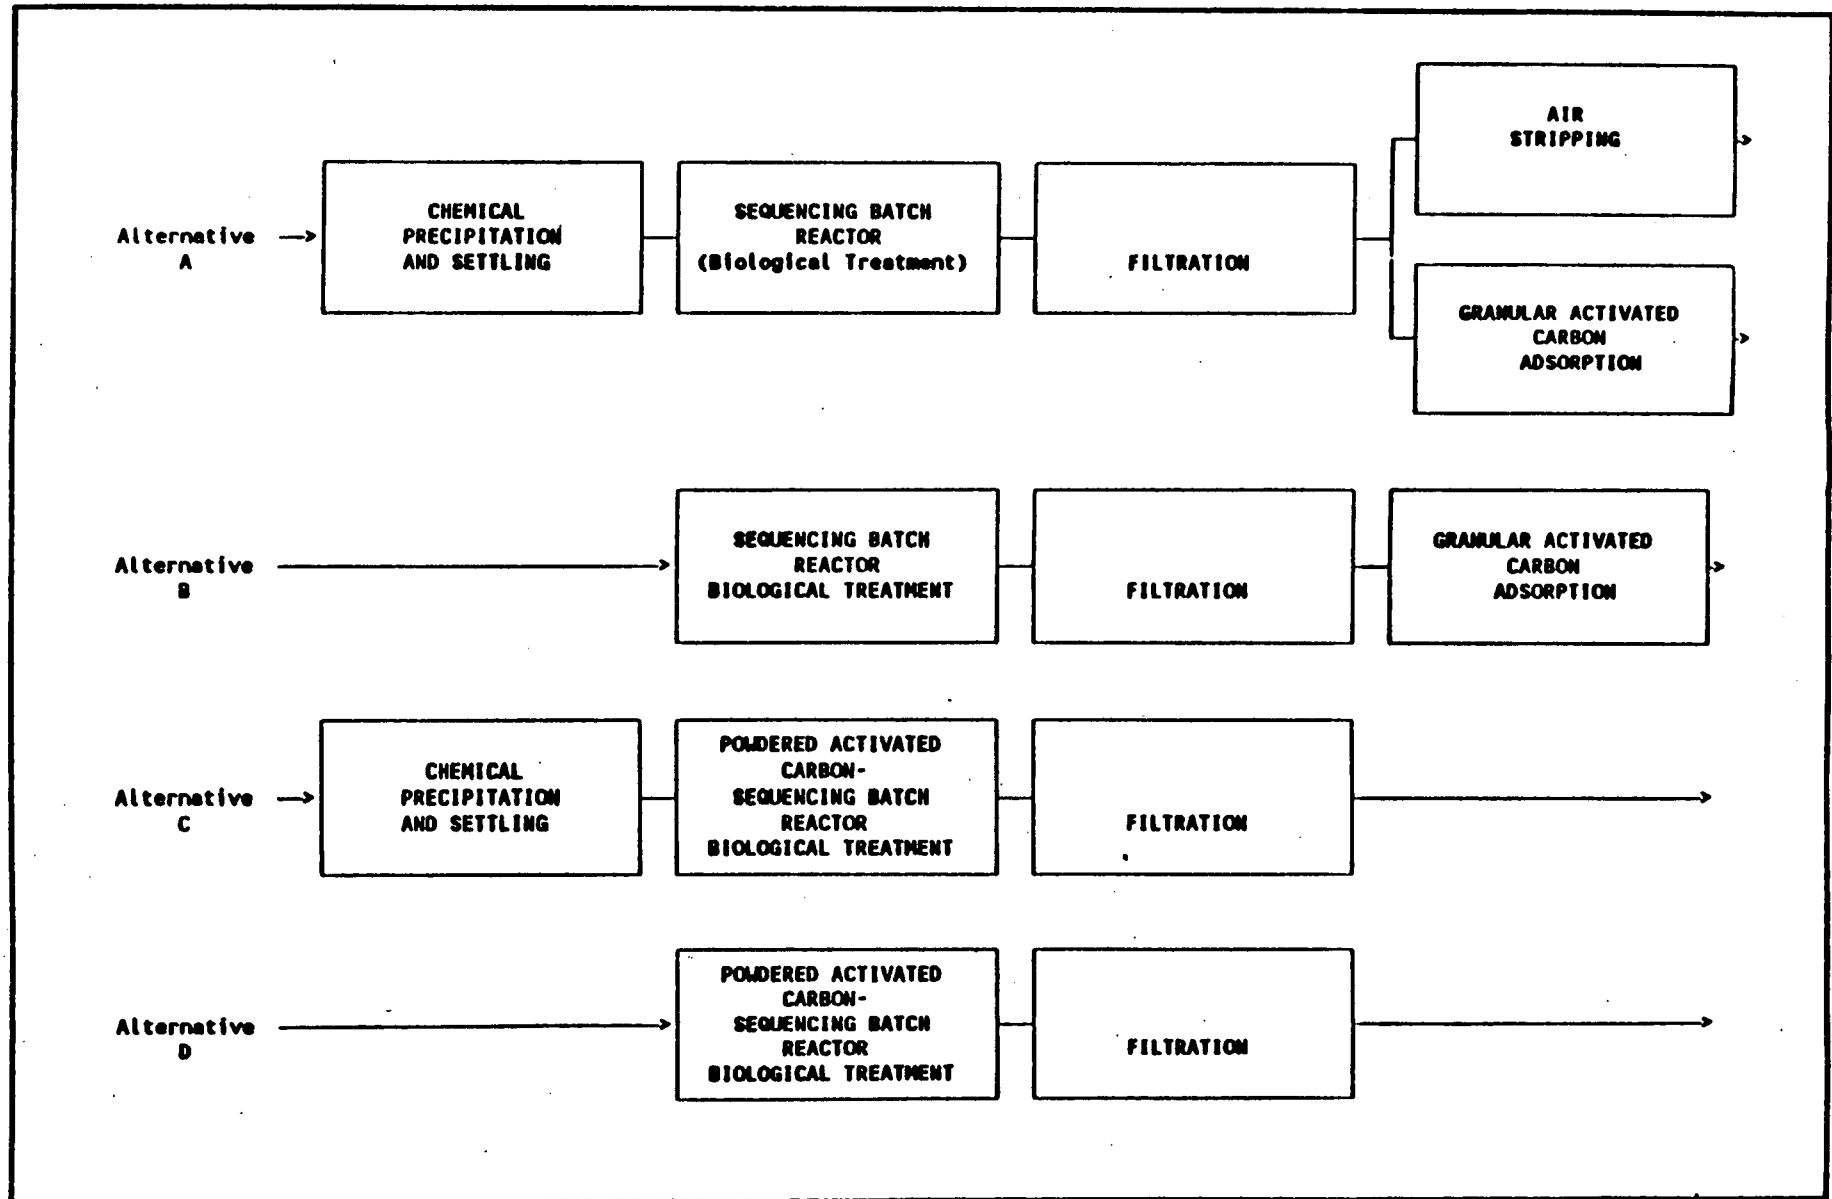 Alternative
A
CHEMICAL
PRECIPITATION
AND SETTLING
SEQUENCING BATCH
REACTOR
(Biological Treatment)
FILTRATION
AIR
STRIPPING
GRANULAR ACTIVATED
CARBON
ADSORPTION
Alternative
B
SEQUENCING BATCH
REACTOR
BIOLOGICAL TREATMENT
FILTRATION
GRANULAR ACTIVATED
CARBON
ADSORPTION
Alternative
C
CHEMICAL
PRECIPITATION
AND SETTLING
POWDERED ACTIVATED
CARBON-
SEQUENCING BATCH
REACTOR
BIOLOGICAL TREATMENT
FILTRATION
Alternative
D
POWDERED ACTIVATED
CARBON-
SEQUENCING BATCH
REACTOR
BIOLOGICAL TREATMENT
FILTRATION